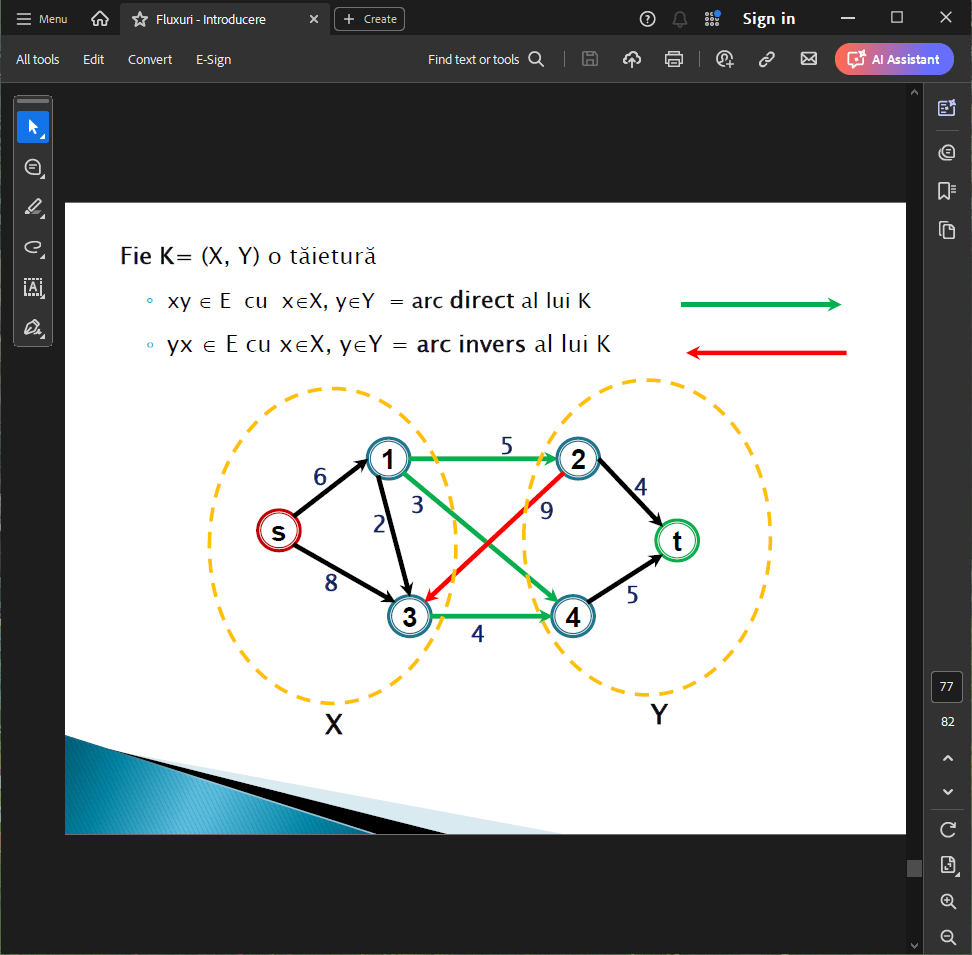 Menu
Fluxuri - Introducere
Create
Sign in
All tools
Edit
Convert
E-Sign
Find text or tools
AI Assistant
Fie K= (X, Y) o tăietură
xy ∈ E cu x∈X, y∈Y = arc direct al lui K
yx ∈ E cu x∈X, y∈Y = arc invers al lui K
5
1
2
6
3
4
2
9
s
t
8
5
3
4
4
X
Y
77
82